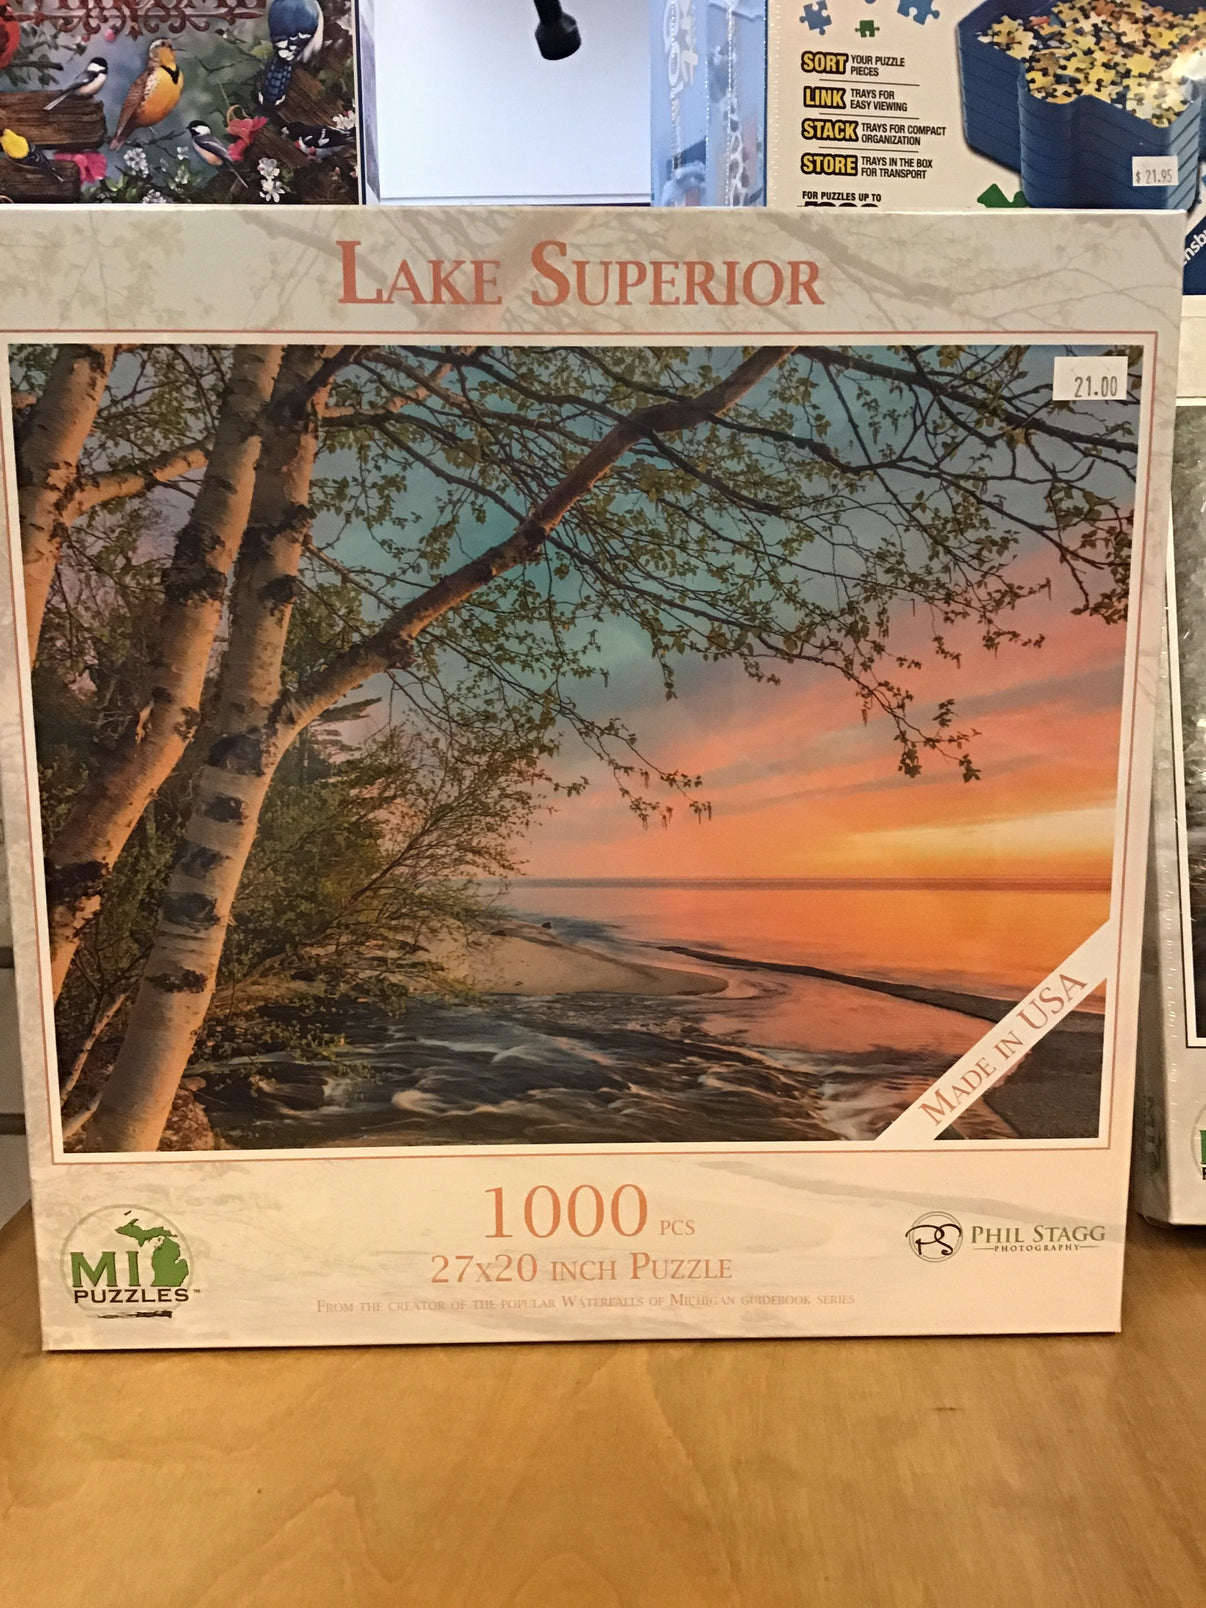 SORT YOUR PUZZLE PIECES
LINK TRAYS FOR EASY VIEWING
STACK TRAYS FOR COMPACT ORGANIZATION
STORE TRAYS IN THE BOX FOR TRANSPORT
FOR PUZZLES UP TO
$ 21.95
LAKE SUPERIOR
21.00
MADE IN USA
1000 PCS
27X20 INCH PUZZLE
FROM THE CREATOR OF THE POPULAR WATERFALLS OF MICHIGAN GUIDEBOOK SERIES
MI
PUZZLES™
PS PHIL STAGG
PHOTOGRAPHY